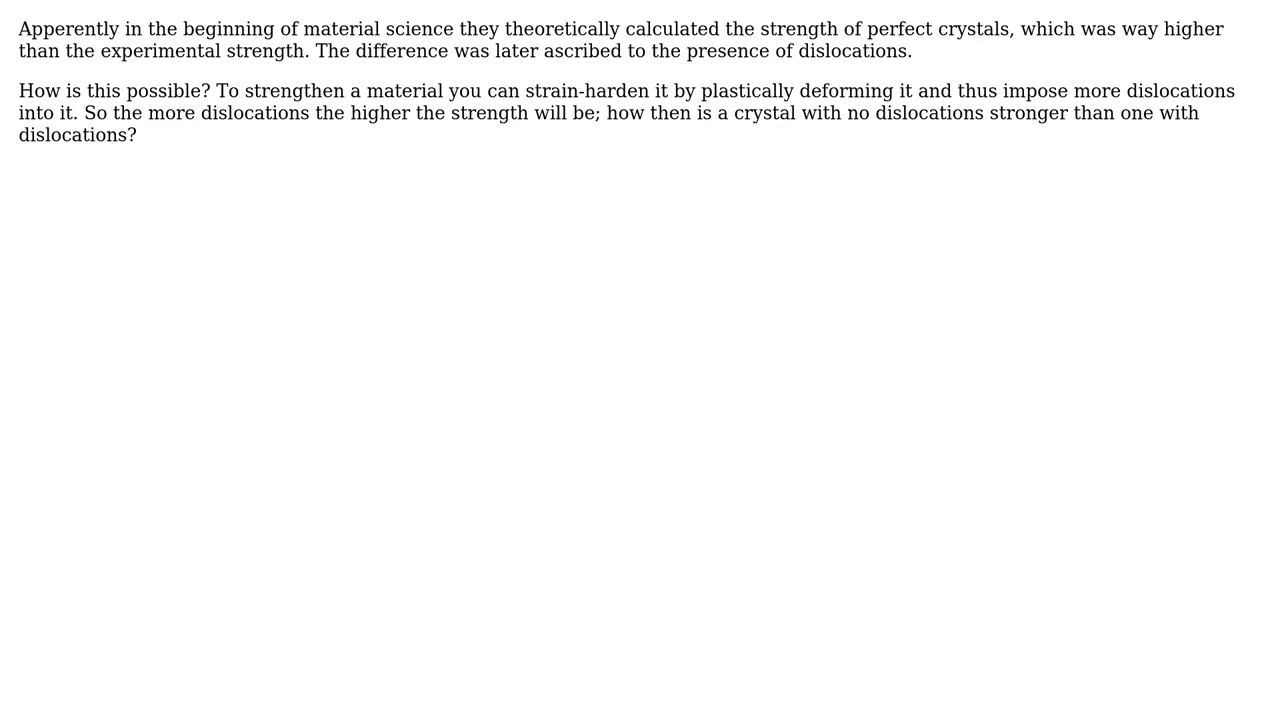 Apperently in the beginning of material science they theoretically calculated the strength of perfect crystals, which was way higher
than the experimental strength. The difference was later ascribed to the presence of dislocations.
How is this possible? To strengthen a material you can strain-harden it by plastically deforming it and thus impose more dislocations
into it. So the more dislocations the higher the strength will be; how then is a crystal with no dislocations stronger than one with
dislocations?